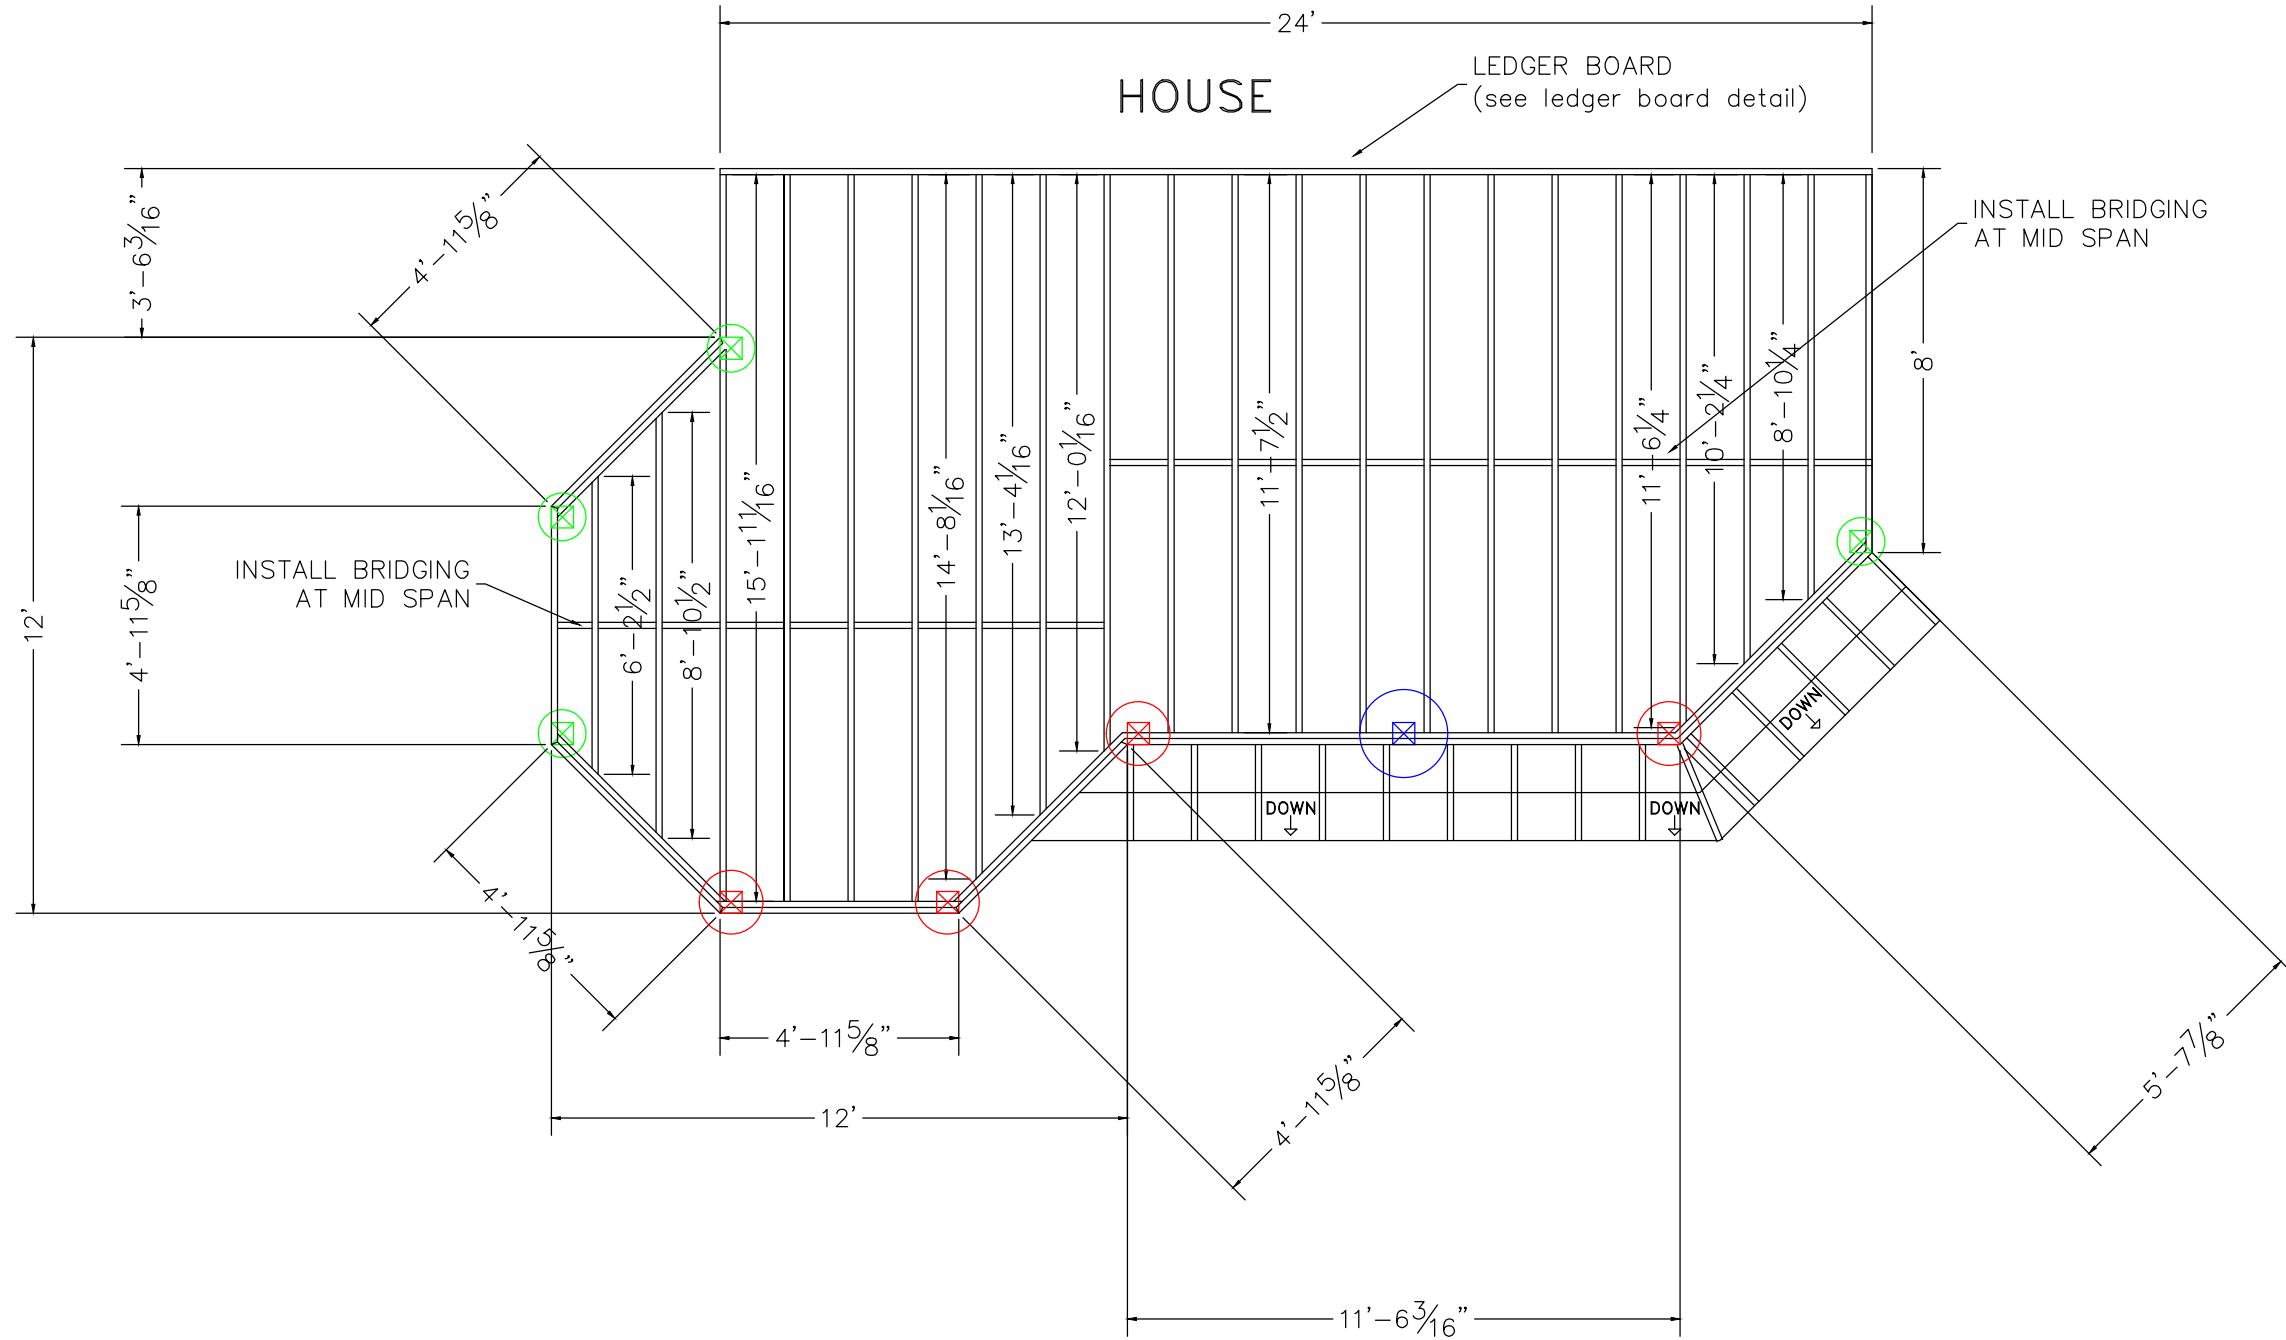 24'
HOUSE
LEDGER BOARD
(see ledger board detail)
3'-6 3/16"
4'-11 5/8"
INSTALL BRIDGING
AT MID SPAN
8'
12'
4'-11 5/8"
INSTALL BRIDGING
AT MID SPAN
6'-2 1/2"
8'-10 1/2"
15'-1 11/16"
14'-8 1/16"
13'-4 1/16"
12'-0 1/16"
11'-7 1/2"
11'-6 1/4"
10'-2 1/4"
8'-10 1/4"
DOWN
DOWN
DOWN
4'-11 5/8"
4'-11 5/8"
12'
4'-11 5/8"
5'-7 7/8"
11'-6 3/16"